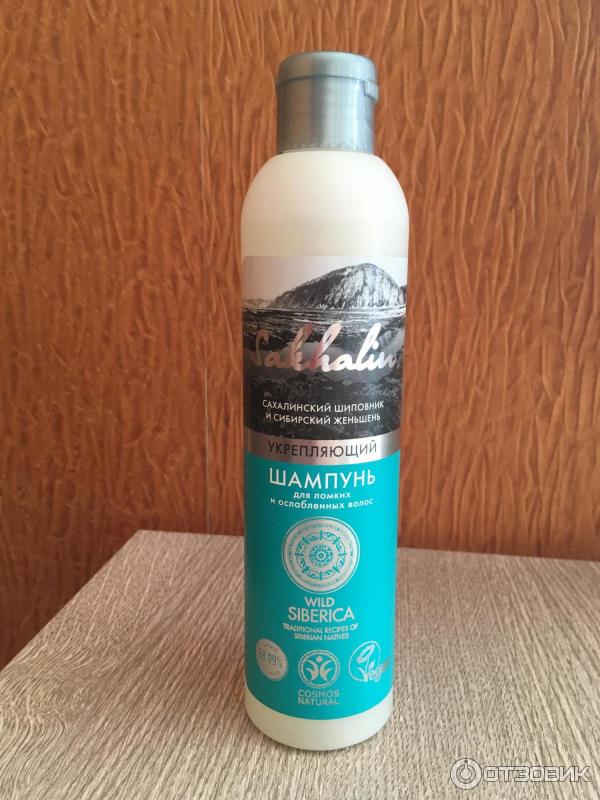 Sakhalin
САХАЛИНСКИЙ ШИПОВНИК
И СИБИРСКИЙ ЖЕНЬШЕНЬ
УКРЕПЛЯЮЩИЙ
ШАМПУНЬ
для ломких
и ослабленных волос
WILD
SIBERICA
TRADITIONAL RECIPES OF
SIBERIAN NATIVES
COSMOS
NATURAL
ОТЗОВИК